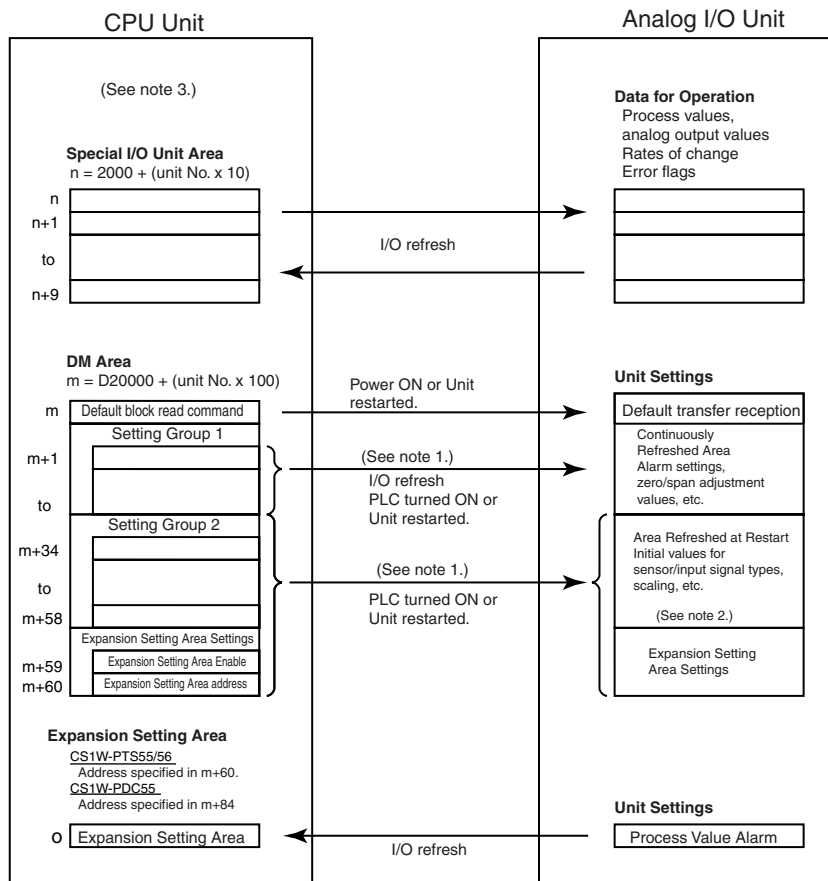 CPU Unit
Analog I/O Unit
(See note 3.)
Data for Operation
Process values,
analog output values
Rates of change
Error flags
Special I/O Unit Area
n = 2000 + (unit No. x 10)
n
n+1
to
n+9
I/O refresh
DM Area
m = D20000 + (unit No. x 100)
Power ON or Unit
restarted.
Unit Settings
m
Default block read command
Default transfer reception
Setting Group 1
m+1
to
(See note 1.)
I/O refresh
PLC turned ON or
Unit restarted.
Continuously
Refreshed Area
Alarm settings,
zero/span adjustment
values, etc.
Setting Group 2
m+34
to
m+58
(See note 1.)
PLC turned ON or
Unit restarted.
Area Refreshed at Restart
Initial values for
sensor/input signal types,
scaling, etc.
(See note 2.)
Expansion Setting Area Settings
m+59
Expansion Setting Area Enable
m+60
Expansion Setting Area address
Expansion Setting
Area Settings
Expansion Setting Area
CS1W-PTS55/56
Address specified in m+60.
CS1W-PDC55
Address specified in m+84
o
Expansion Setting Area
I/O refresh
Unit Settings
Process Value Alarm